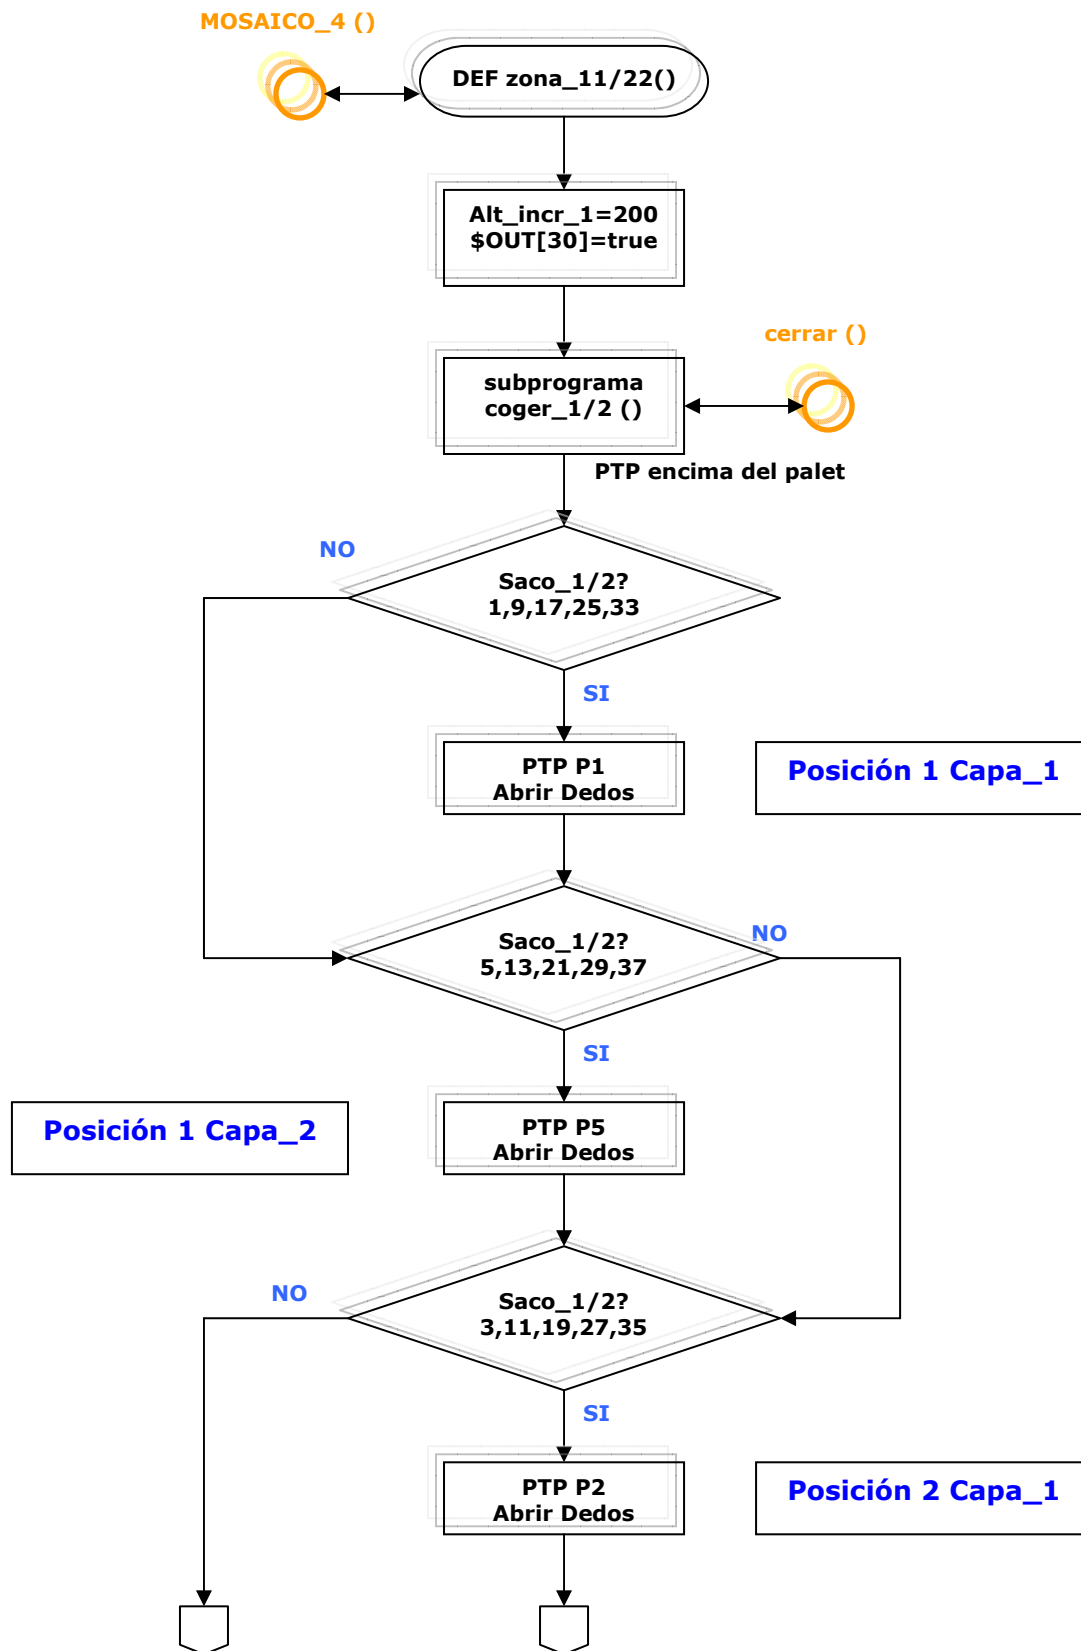 MOSAICO_4 ()
DEF zona_11/22()
Alt_incr_1=200
$OUT[30]=true
cerrar ()
subprograma
coger_1/2 ()
PTP encima del palet
NO
Saco_1/2?
1,9,17,25,33
SI
PTP P1
Abrir Dedos
Posición 1 Capa_1
Saco_1/2?
5,13,21,29,37
NO
SI
Posición 1 Capa_2
PTP P5
Abrir Dedos
NO
Saco_1/2?
3,11,19,27,35
SI
PTP P2
Abrir Dedos
Posición 2 Capa_1